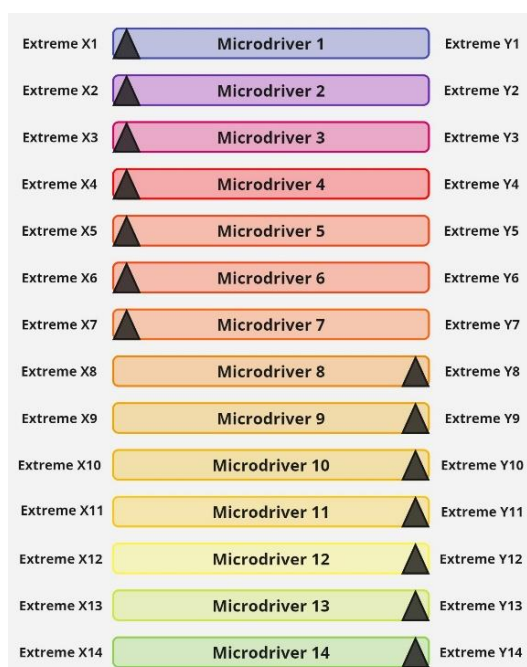 Extreme X1 Microdriver 1 Extreme Y1
Extreme X2 Microdriver 2 Extreme Y2
Extreme X3 Microdriver 3 Extreme Y3
Extreme X4 Microdriver 4 Extreme Y4
Extreme X5 Microdriver 5 Extreme Y5
Extreme X6 Microdriver 6 Extreme Y6
Extreme X7 Microdriver 7 Extreme Y7
Extreme X8 Microdriver 8 Extreme Y8
Extreme X9 Microdriver 9 Extreme Y9
Extreme X10 Microdriver 10 Extreme Y10
Extreme X11 Microdriver 11 Extreme Y11
Extreme X12 Microdriver 12 Extreme Y12
Extreme X13 Microdriver 13 Extreme Y13
Extreme X14 Microdriver 14 Extreme Y14